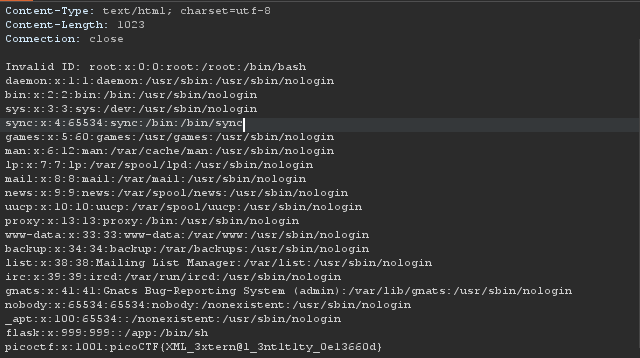 Content-Type: text/html; charset=utf-8
Content-Length: 1023
Connection: close
Invalid ID: root:x:0:0:root:/root:/bin/bash
daemon:x:1:1:daemon:/usr/sbin:/usr/sbin/nologin
bin:x:2:2:bin:/bin:/usr/sbin/nologin
sys:x:3:3:sys:/dev:/usr/sbin/nologin
sync:x:4:65534:sync:/bin:/bin/sync
games:x:5:60:games:/usr/games:/usr/sbin/nologin
man:x:6:12:man:/var/cache/man:/usr/sbin/nologin
lp:x:7:7:lp:/var/spool/lpd:/usr/sbin/nologin
mail:x:8:8:mail:/var/mail:/usr/sbin/nologin
news:x:9:9:news:/var/spool/news:/usr/sbin/nologin
uucp:x:10:10:uucp:/var/spool/uucp:/usr/sbin/nologin
proxy:x:13:13:proxy:/bin:/usr/sbin/nologin
www-data:x:33:33:www-data:/var/www:/usr/sbin/nologin
backup:x:34:34:backup:/var/backups:/usr/sbin/nologin
list:x:38:38:Mailing List Manager:/var/list:/usr/sbin/nologin
irc:x:39:39:ircd:/var/run/ircd:/usr/sbin/nologin
gnats:x:41:41:Gnats Bug-Reporting System (admin):/var/lib/gnats:/usr/sbin/nologin
nobody:x:65534:65534:nobody:/nonexistent:/usr/sbin/nologin
_apt:x:100:65534::/nonexistent:/usr/sbin/nologin
flask:x:999:999::/app:/bin/sh
picoctf:x:1001:picoCTF{XML_3xtern@l_3nt1t1ty_0e13660d}